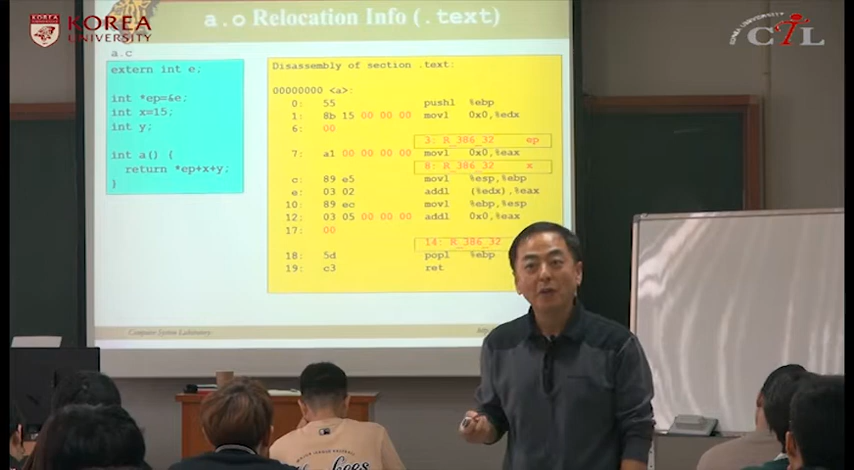 KOREA
UNIVERSITY
a.o Relocation Info (.text)
CIL
a.c
extern int e;
int *ep=&e;
int x=15;
int y;
int a() {
return *ep+x+y;
}
Disassembly of section .text:
00000000 <a>:
0: 55 pushl %ebp
1: 8b 15 00 00 00 movl 0x0,%edx
6: 00
3: R_386_32 ep
7: a1 00 00 00 00 movl 0x0,%eax
8: R_386_32 x
c: 89 e5 movl %esp,%ebp
e: 03 02 addl (%edx),%eax
10: 89 ec movl %ebp,%esp
12: 03 05 00 00 00 addl 0x0,%eax
17: 00
14: R_386_32
18: 5d popl %ebp
19: c3 ret
Computer System Laboratory